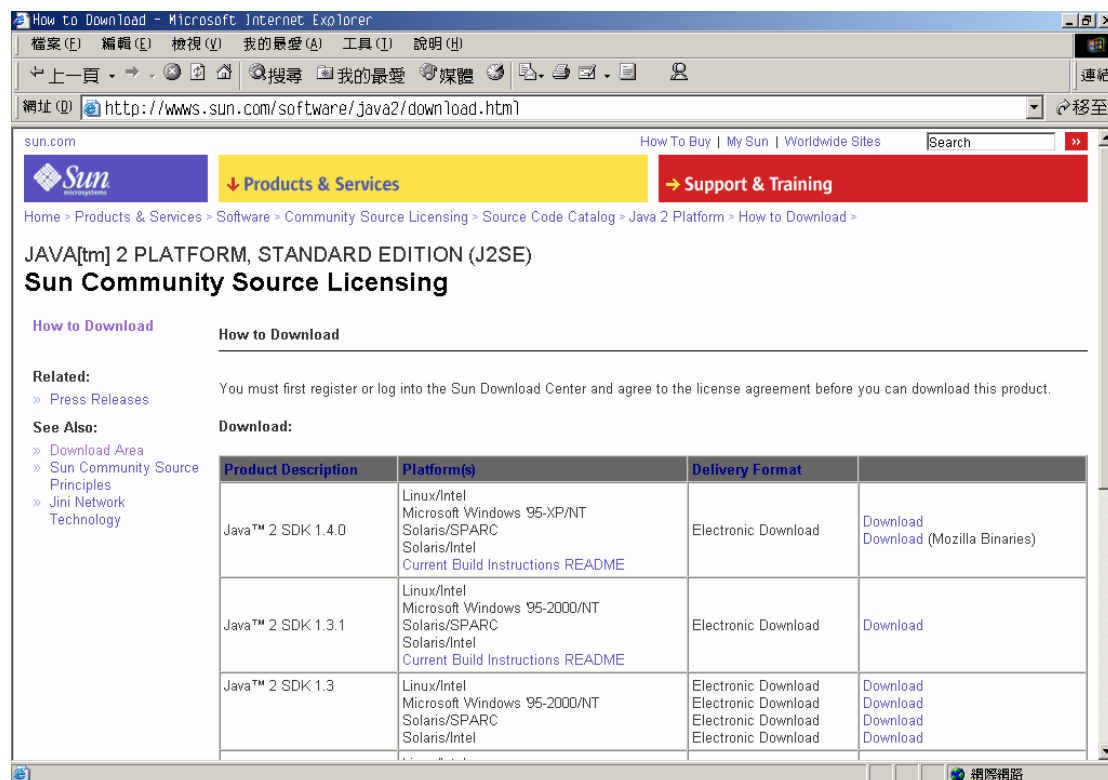 How to Download - Microsoft Internet Explorer
檔案(F) 編輯(E) 檢視(V) 我的最愛(A) 工具(T) 說明(H)
上一頁 搜尋 我的最愛 媒體
連結
網址(D) http://wwws.sun.com/software/java2/download.html 移至
sun.com How To Buy | My Sun | Worldwide Sites Search »
Sun microsystems Products & Services Support & Training
Home > Products & Services > Software > Community Source Licensing > Source Code Catalog > Java 2 Platform > How to Download >
JAVA[tm] 2 PLATFORM, STANDARD EDITION (J2SE)
Sun Community Source Licensing
How to Download
Related:
» Press Releases
See Also:
» Download Area
» Sun Community Source
Principles
» Jini Network
Technology
How to Download
You must first register or log into the Sun Download Center and agree to the license agreement before you can download this product.
Download:
Product Description Platform(s) Delivery Format
Java™ 2 SDK 1.4.0
Linux/Intel
Microsoft Windows '95-XP/NT
Solaris/SPARC
Solaris/Intel
Current Build Instructions README
Electronic Download
Download
Download (Mozilla Binaries)
Java™ 2 SDK 1.3.1
Linux/Intel
Microsoft Windows '95-2000/NT
Solaris/SPARC
Solaris/Intel
Current Build Instructions README
Electronic Download
Download
Java™ 2 SDK 1.3
Linux/Intel
Microsoft Windows '95-2000/NT
Solaris/SPARC
Solaris/Intel
Electronic Download
Electronic Download
Electronic Download
Electronic Download
Download
Download
Download
Download
網際網路